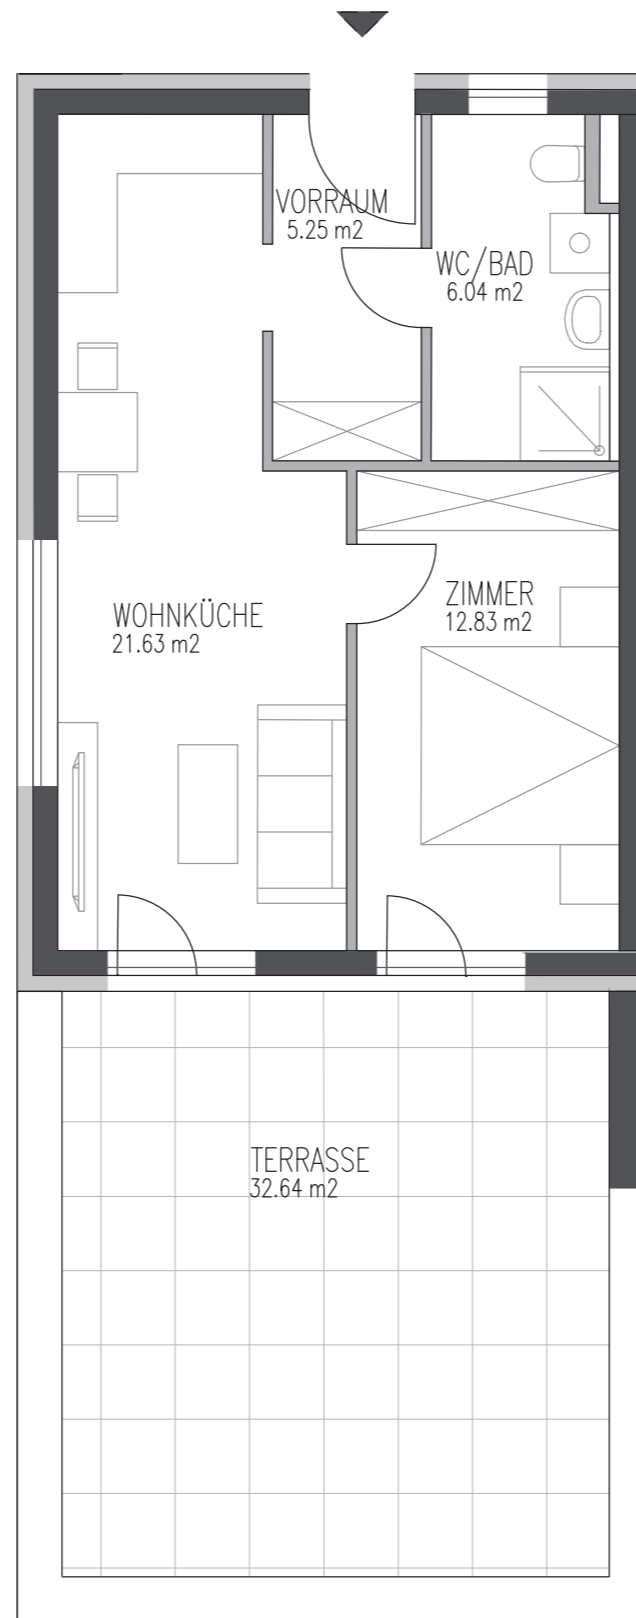 VORRAUM
5.25 m2
WC/BAD
6.04 m2
WOHNKÜCHE
21.63 m2
ZIMMER
12.83 m2
TERRASSE
32.64 m2